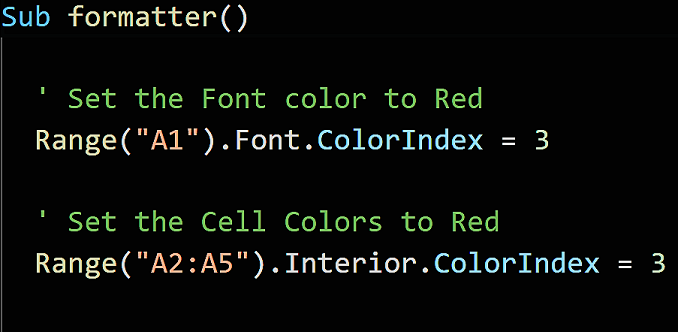 Sub formatter()
' Set the Font color to Red
Range("A1").Font.ColorIndex = 3
' Set the Cell Colors to Red
Range("A2:A5").Interior.ColorIndex = 3